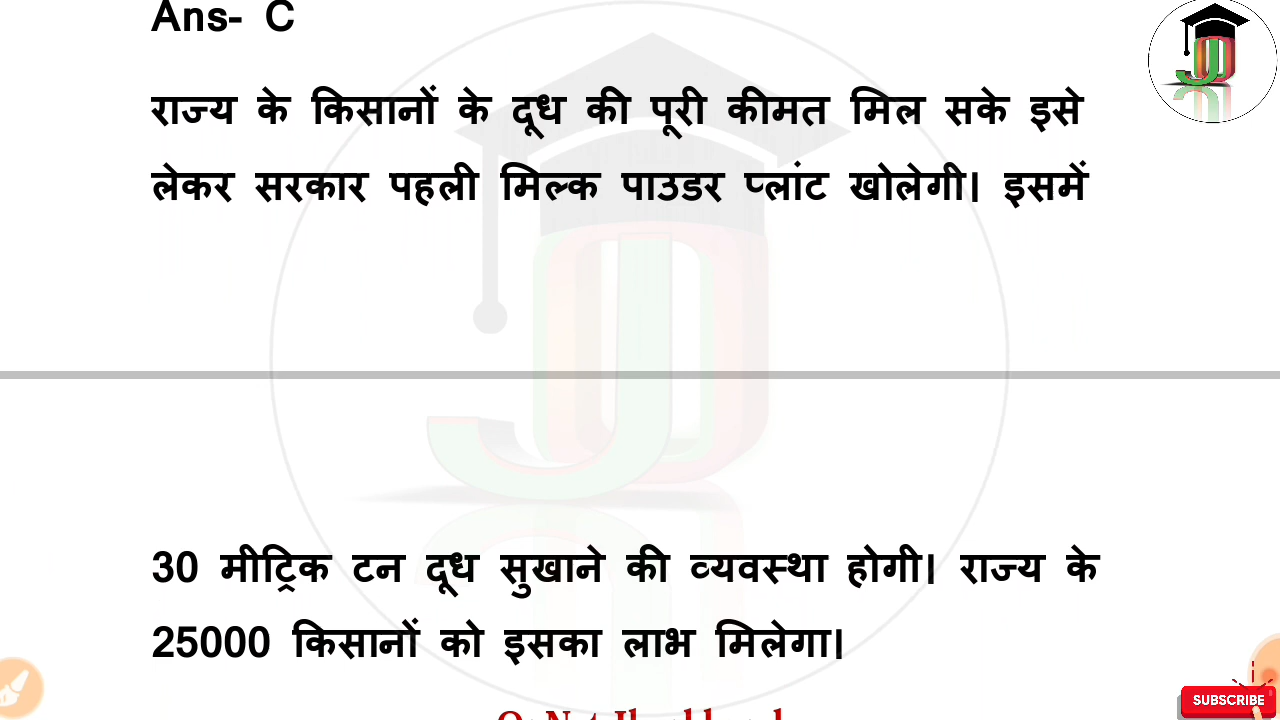 Ans- C
राज्य के किसानों के दूध की पूरी कीमत मिल सके इसे
लेकर सरकार पहली मिल्क पाउडर प्लांट खोलेगी। इसमें
30 मीट्रिक टन दूध सुखाने की व्यवस्था होगी। राज्य के
25000 किसानों को इसका लाभ मिलेगा।
SUBSCRIBE